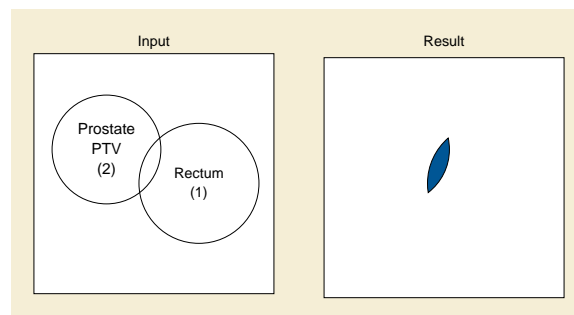 Input
Result
Prostate
PTV
(2)
Rectum
(1)